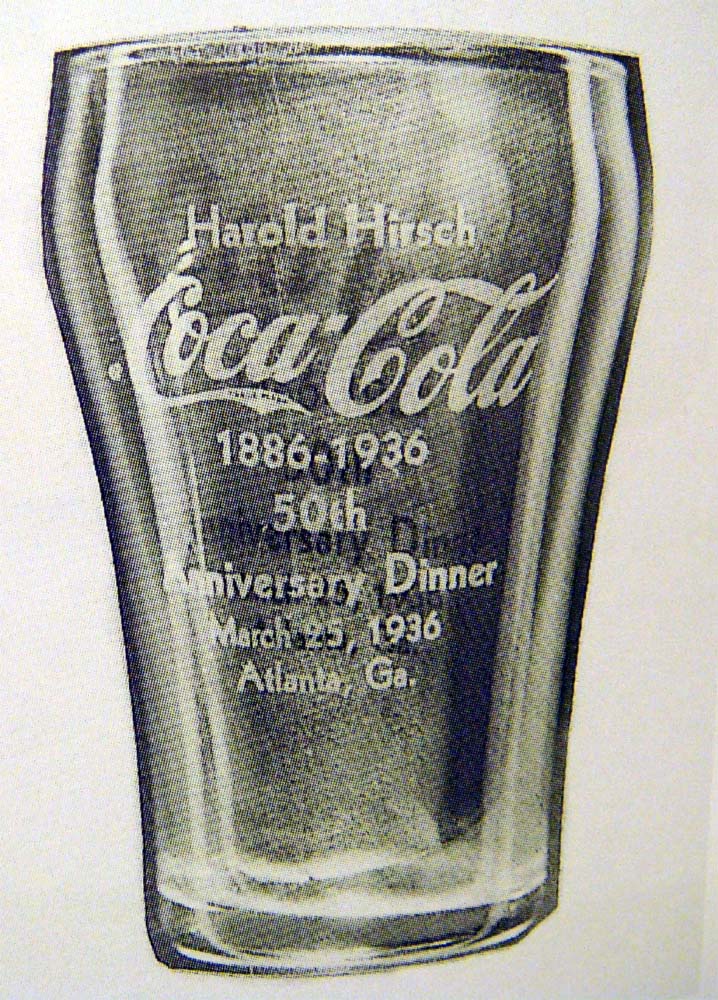 Harold Hirsch
Coca-Cola
1886-1936
50th
Anniversary Dinner
March 25, 1936
Atlanta, Ga.